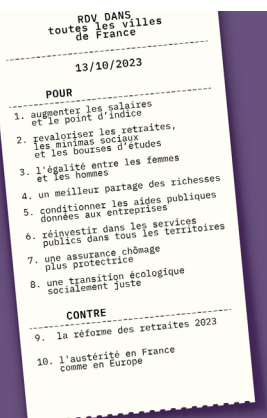 RDV DANS
toutes les villes
de France
13/10/2023
POUR
1. augmenter les salaires
et le point d'indice
2. revaloriser les retraites,
les minimas sociaux
et les bourses d'études
3. l'égalité entre les femmes
et les hommes
4. un meilleur partage des richesses
5. conditionner les aides publiques
données aux entreprises
6. réinvestir dans les services
publics dans tous les territoires
7. une assurance chômage
plus protectrice
8. une transition écologique
socialement juste
CONTRE
9. la réforme des retraites 2023
10. l'austérité en France
comme en Europe